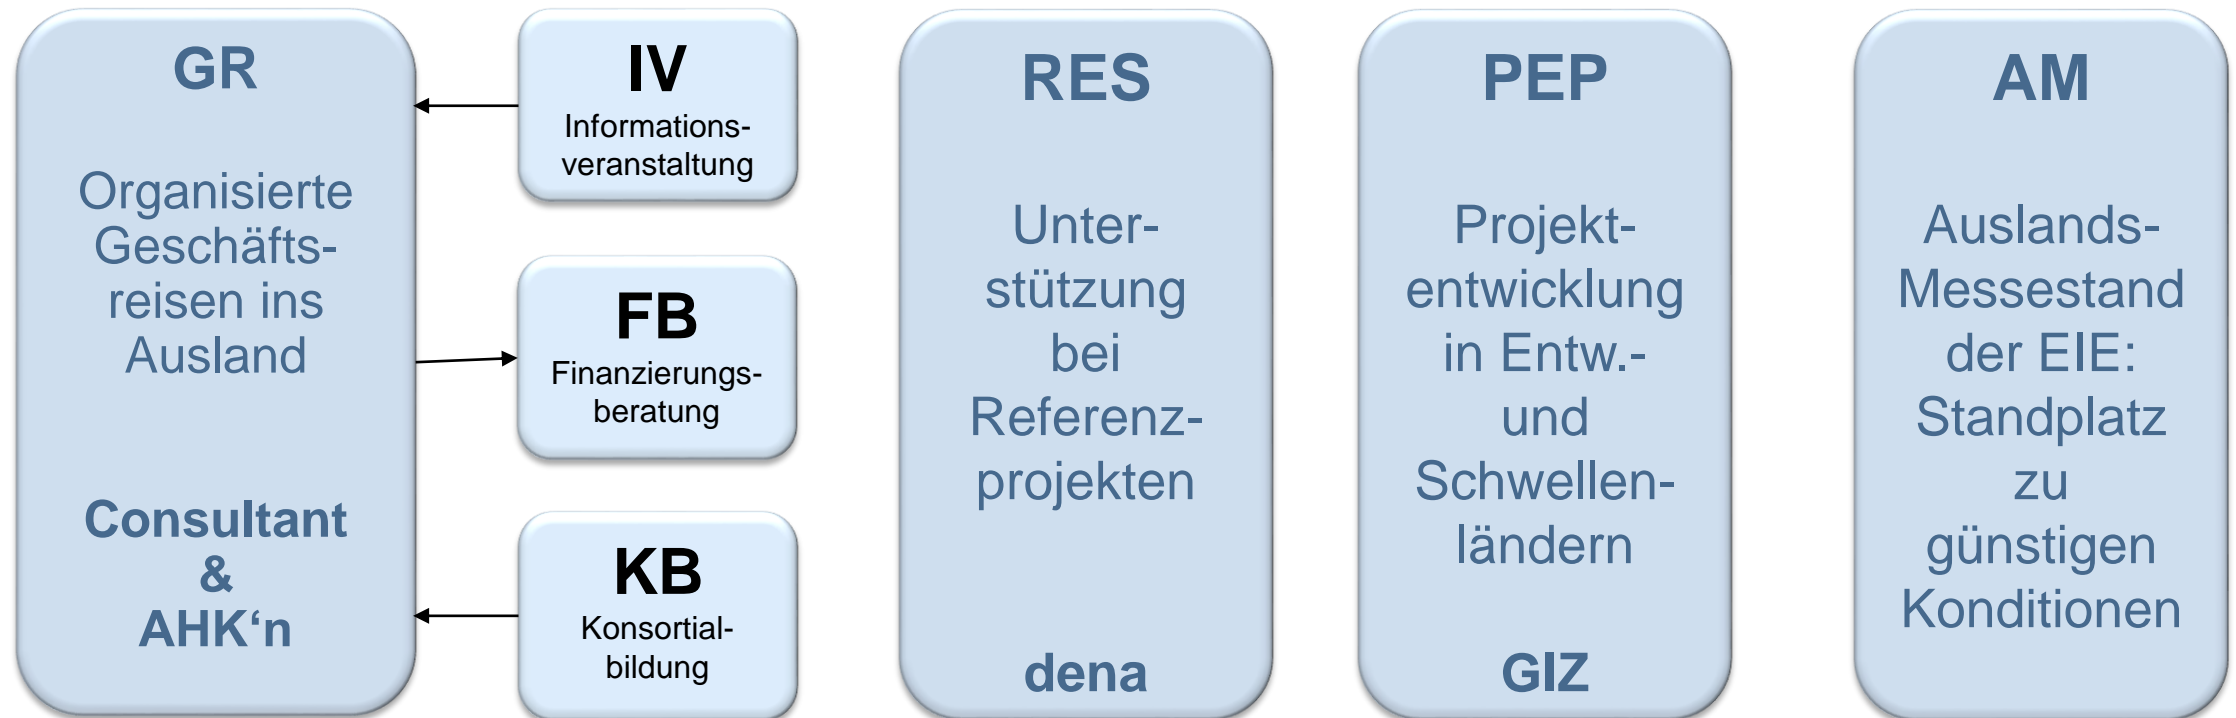 GR
Organisierte
Geschäfts-
reisen ins
Ausland
Consultant
&
AHK‘n
IV
Informations-
veranstaltung
FB
Finanzierungs-
beratung
KB
Konsortial-
bildung
RES
Unter-
stützung
bei
Referenz-
projekten
dena
PEP
Projekt-
entwicklung
in Entw.-
und
Schwellen-
ländern
GIZ
AM
Auslands-
Messestand
der EIE:
Standplatz
zu
günstigen
Konditionen